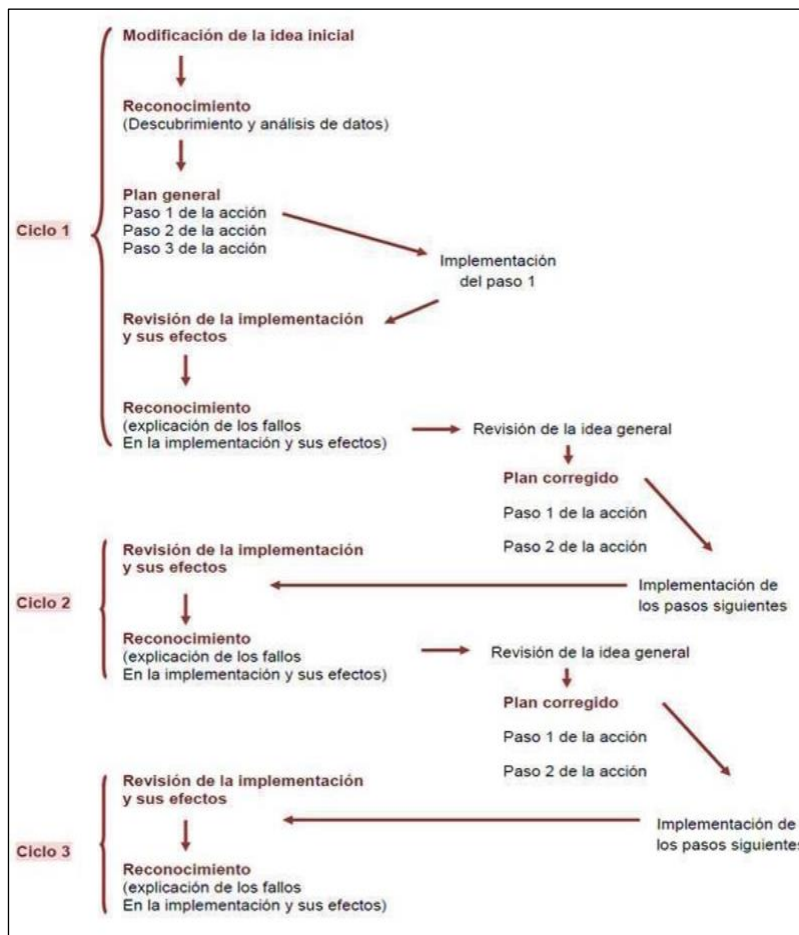 Modificación de la idea inicial
Reconocimiento
(Descubrimiento y análisis de datos)
Plan general
Paso 1 de la acción
Ciclo 1
Paso 2 de la acción
Paso 3 de la acción
Implementación
del paso 1
Revisión de la implementación
y sus efectos
Reconocimiento
(explicación de los fallos
En la implementación y sus efectos)
Revisión de la idea general
Plan corregido
Paso 1 de la acción
Paso 2 de la acción
Implementación de
los pasos siguientes
Ciclo 2
Revisión de la implementación
y sus efectos
Reconocimiento
(explicación de los fallos
En la implementación y sus efectos)
Revisión de la idea general
Plan corregido
Paso 1 de la acción
Paso 2 de la acción
Implementación de
los pasos siguientes
Ciclo 3
Revisión de la implementación
y sus efectos
Reconocimiento
(explicación de los fallos
En la implementación y sus efectos)